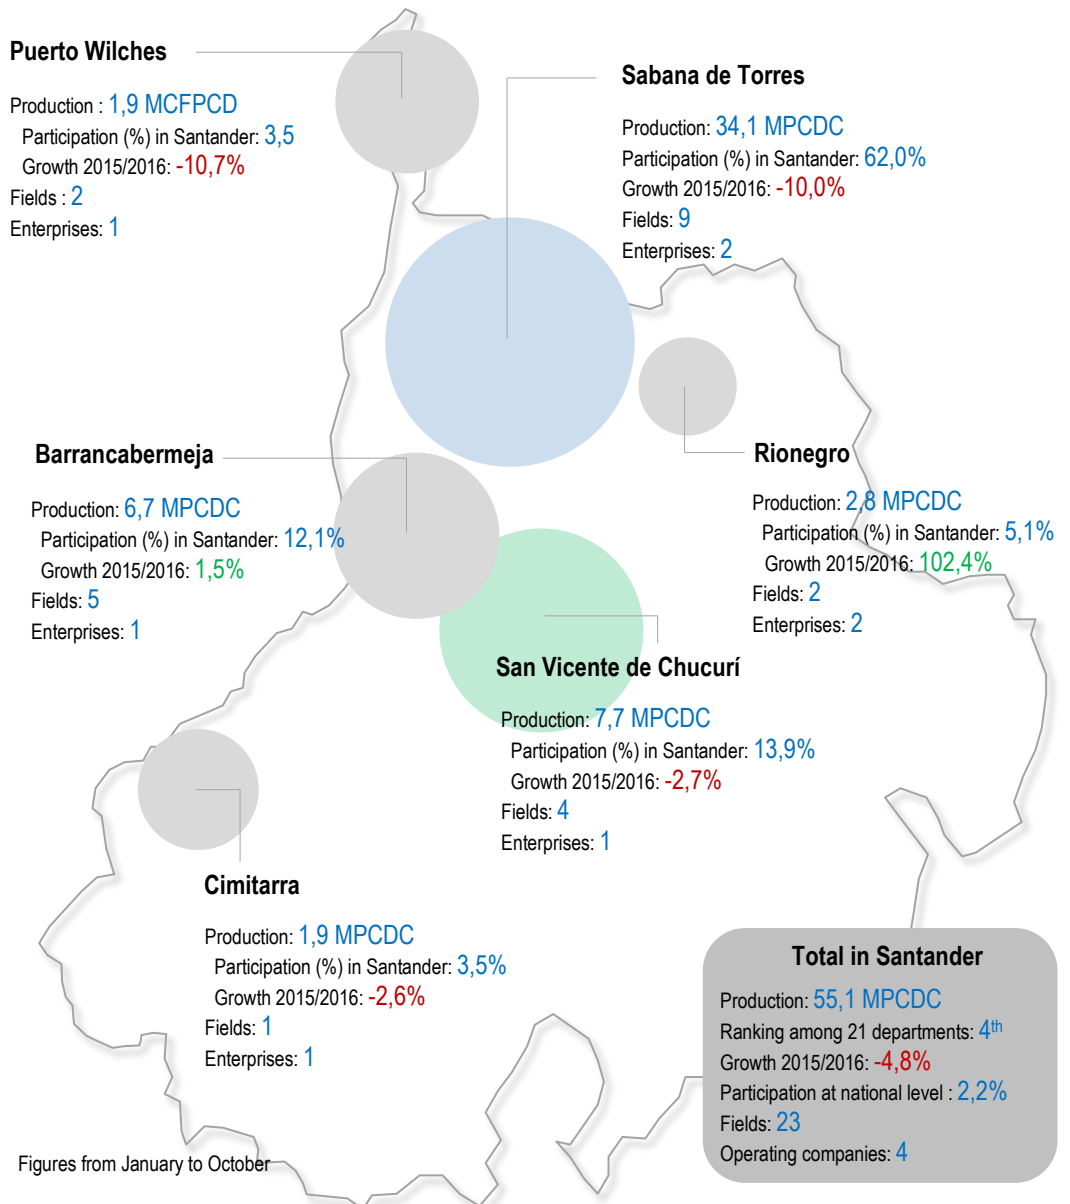 Puerto Wilches
Production : 1,9 MCFPCD
Participation (%) in Santander: 3,5
Growth 2015/2016: -10,7%
Fields : 2
Enterprises: 1
Sabana de Torres
Production: 34,1 MPCDC
Participation (%) in Santander: 62,0%
Growth 2015/2016: -10,0%
Fields: 9
Enterprises: 2
Barrancabermeja
Production: 6,7 MPCDC
Participation (%) in Santander: 12,1%
Growth 2015/2016: 1,5%
Fields: 5
Enterprises: 1
Rionegro
Production: 2,8 MPCDC
Participation (%) in Santander: 5,1%
Growth 2015/2016: 102,4%
Fields: 2
Enterprises: 2
San Vicente de Chucurí
Production: 7,7 MPCDC
Participation (%) in Santander: 13,9%
Growth 2015/2016: -2,7%
Fields: 4
Enterprises: 1
Cimitarra
Production: 1,9 MPCDC
Participation (%) in Santander: 3,5%
Growth 2015/2016: -2,6%
Fields: 1
Enterprises: 1
Total in Santander
Production: 55,1 MPCDC
Ranking among 21 departments: 4th
Growth 2015/2016: -4,8%
Participation at national level : 2,2%
Fields: 23
Operating companies: 4
Figures from January to October